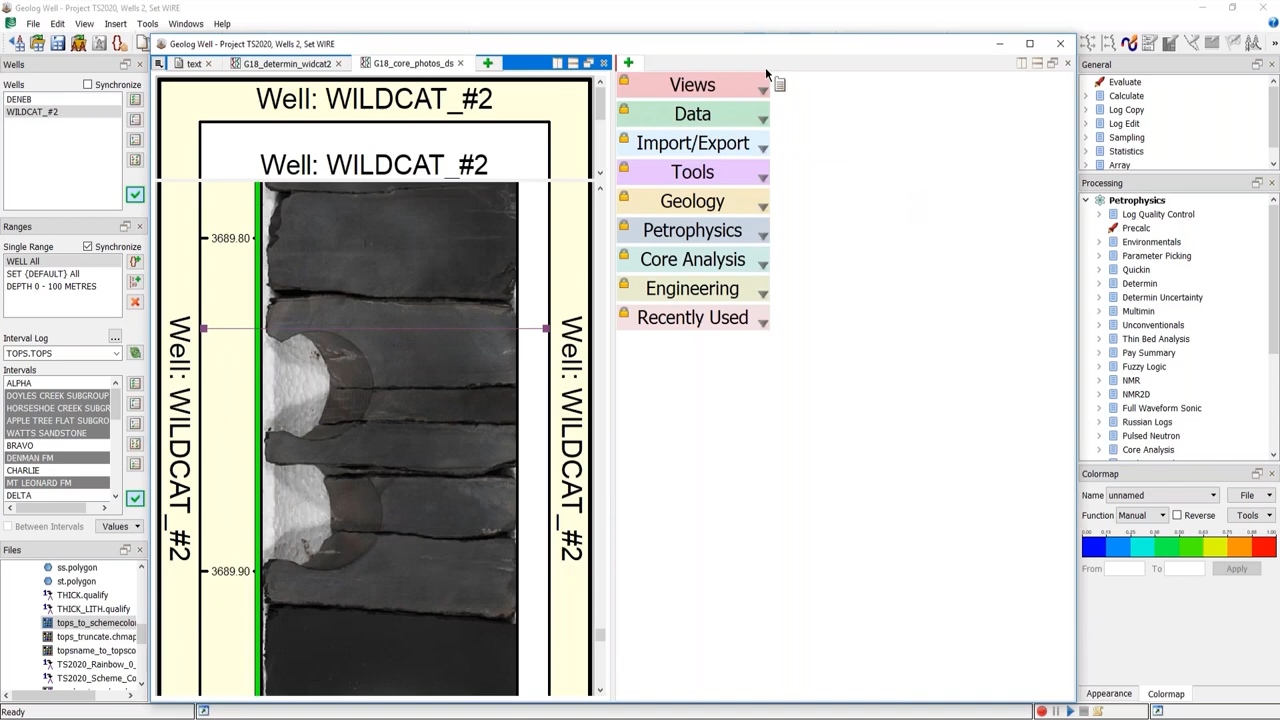 Geolog Well - Project TS2020, Wells 2, Set WIRE
File Edit View Insert Tools Windows Help
Geolog Well - Project TS2020, Wells 2, Set WIRE
Wells
Synchronize
DENEB
WILDCAT_#2
Ranges
Single Range Synchronize
WELL All
SET {DEFAULT} All
DEPTH 0 - 100 METRES
Interval Log
TOPS.TOPS
Intervals
ALPHA
DOYLES CREEK SUBGROUP
HORSESHOE CREEK SUBGR
APPLE TREE FLAT SUBGRO
WATTS SANDSTONE
BRAVO
DENMAN FM
CHARLIE
MT LEONARD FM
DELTA
Between Intervals Values
Files
ss.polygon
st.polygon
THICK.qualify
THICK_LITH.qualify
tops_to_schemecolo
tops_truncate.chmap
topsname_to_topsco
TS2020_Rainbow_0_
TS2020_Scheme_Co
Ready
text G18_determin_widcat2 G18_core_photos_ds
Well: WILDCAT_#2
Well: WILDCAT_#2
3689.80
3689.90
Well: WILDCAT_#2
Well: WILDCAT_#2
Views
Data
Import/Export
Tools
Geology
Petrophysics
Core Analysis
Engineering
Recently Used
General
Evaluate
Calculate
Log Copy
Log Edit
Sampling
Statistics
Array
Processing
Petrophysics
Log Quality Control
Precalc
Environmentals
Parameter Picking
Quickin
Determin
Determin Uncertainty
Multimin
Unconventionals
Thin Bed Analysis
Pay Summary
Fuzzy Logic
NMR
NMR2D
Full Waveform Sonic
Russian Logs
Pulsed Neutron
Core Analysis
Colormap
Name unnamed File
Function Manual Reverse Tools
From To Apply
Appearance Colormap